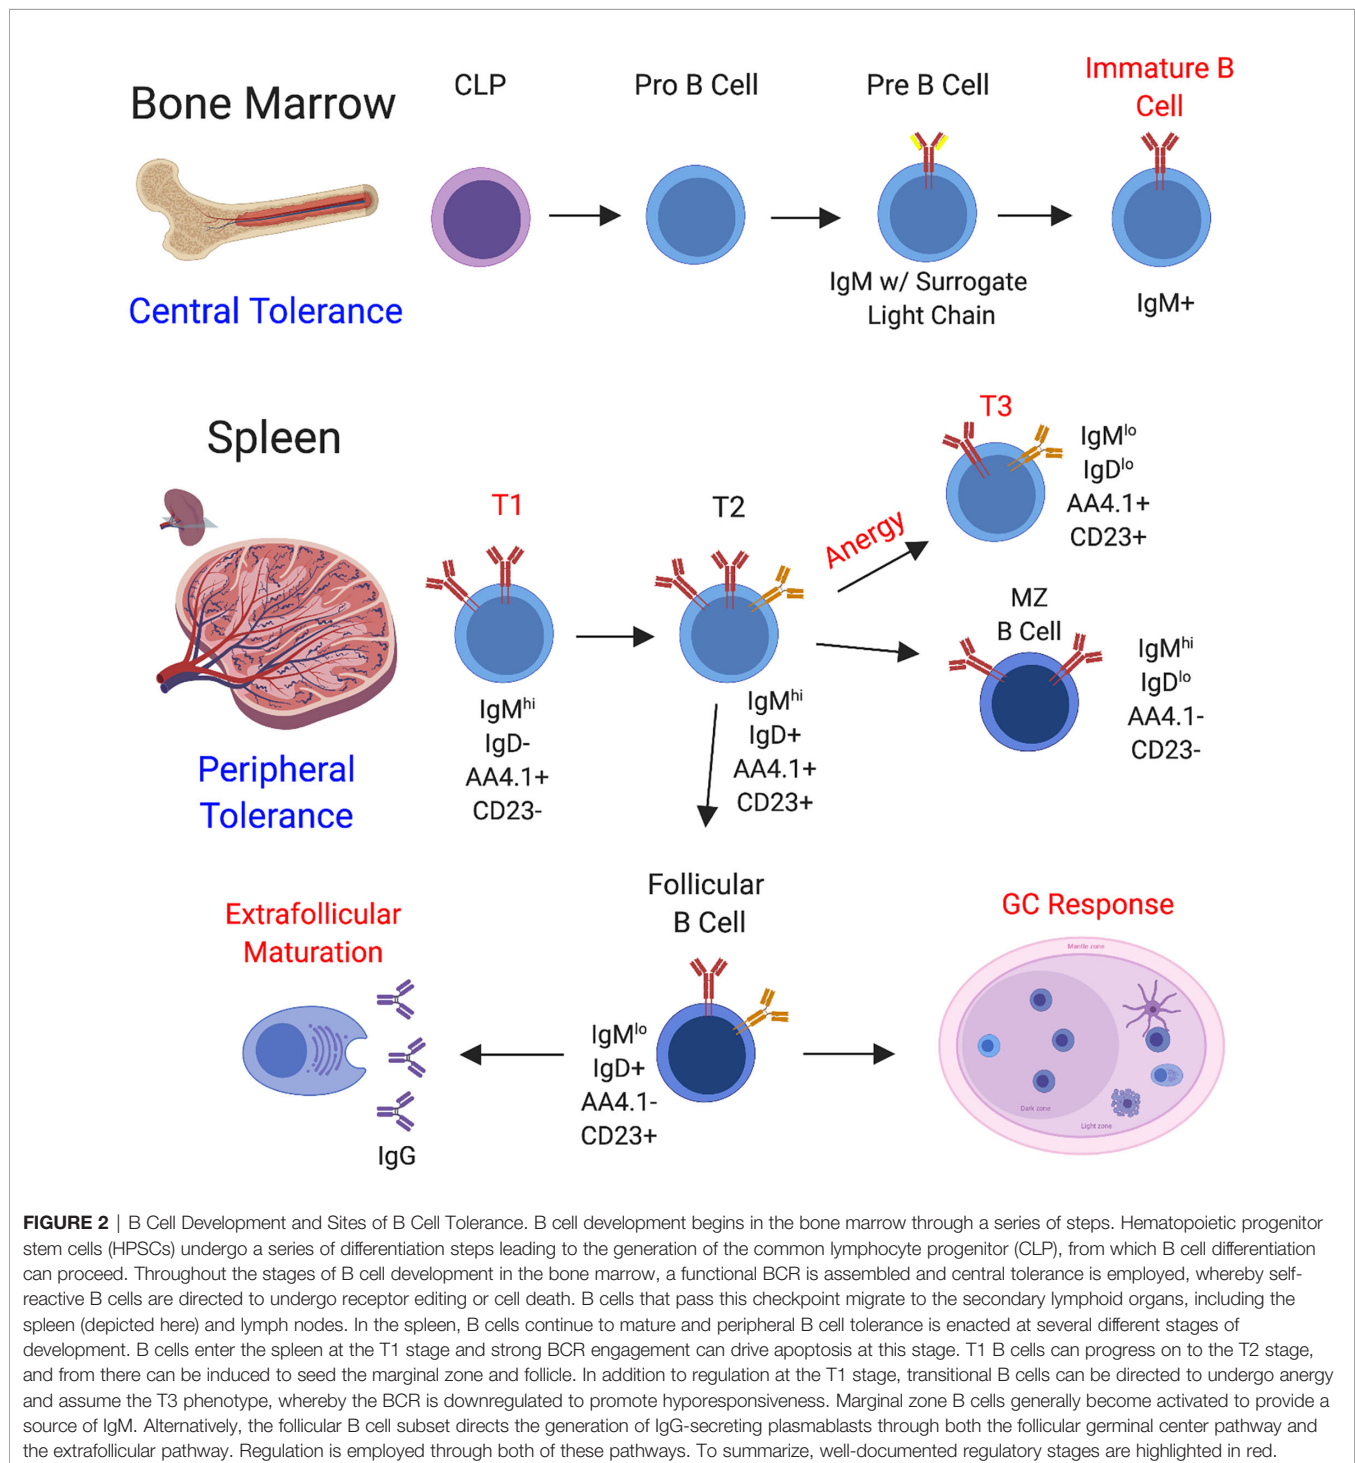 Bone Marrow
Central Tolerance
CLP
Pro B Cell
Pre B Cell
IgM w/ Surrogate
Light Chain
Immature B
Cell
IgM+
Spleen
Peripheral
Tolerance
T1
IgMhi
IgD-
AA4.1+
CD23-
T2
IgMhi
IgD+
AA4.1+
CD23+
Anergy
T3
IgMlo
IgDlo
AA4.1+
CD23+
MZ
B Cell
IgMhi
IgDlo
AA4.1-
CD23-
Extrafollicular
Maturation
IgG
Follicular
B Cell
IgMlo
IgD+
AA4.1-
CD23+
GC Response
Mantle zone
Dark zone
Light zone
FIGURE 2 | B Cell Development and Sites of B Cell Tolerance. B cell development begins in the bone marrow through a series of steps. Hematopoietic progenitor
stem cells (HPSCs) undergo a series of differentiation steps leading to the generation of the common lymphocyte progenitor (CLP), from which B cell differentiation
can proceed. Throughout the stages of B cell development in the bone marrow, a functional BCR is assembled and central tolerance is employed, whereby self-
reactive B cells are directed to undergo receptor editing or cell death. B cells that pass this checkpoint migrate to the secondary lymphoid organs, including the
spleen (depicted here) and lymph nodes. In the spleen, B cells continue to mature and peripheral B cell tolerance is enacted at several different stages of
development. B cells enter the spleen at the T1 stage and strong BCR engagement can drive apoptosis at this stage. T1 B cells can progress on to the T2 stage,
and from there can be induced to seed the marginal zone and follicle. In addition to regulation at the T1 stage, transitional B cells can be directed to undergo anergy
and assume the T3 phenotype, whereby the BCR is downregulated to promote hyporesponsiveness. Marginal zone B cells generally become activated to provide a
source of IgM. Alternatively, the follicular B cell subset directs the generation of IgG-secreting plasmablasts through both the follicular germinal center pathway and
the extrafollicular pathway. Regulation is employed through both of these pathways. To summarize, well-documented regulatory stages are highlighted in red.